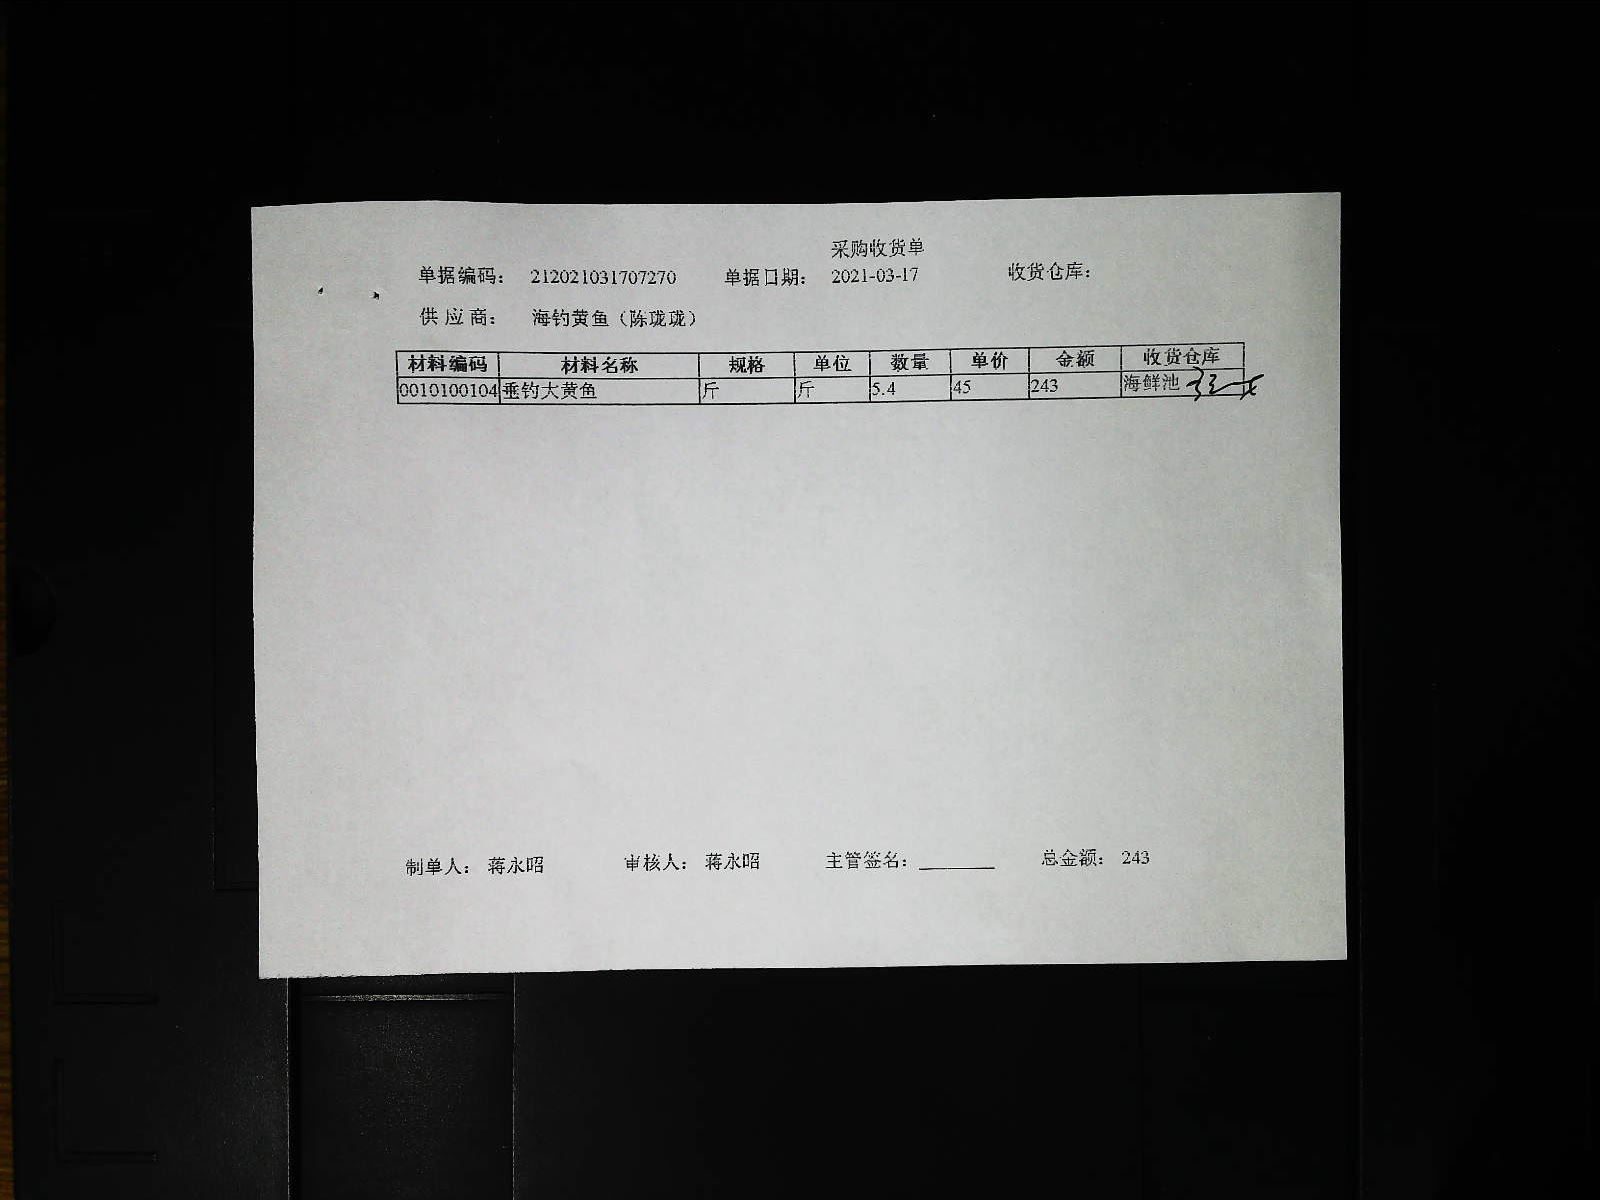 采购收货单
单据编码： 212021031707270 单据日期： 2021-03-17 收货仓库：
供 应 商： 海钓黄鱼（陈珑珑）
材料编码 材料名称 规格 单位 数量 单价 金额 收货仓库
0010100104 垂钓大黄鱼 斤 斤 5.4 45 243 海鲜池
制单人： 蒋永昭 审核人： 蒋永昭 主管签名： 总金额： 243